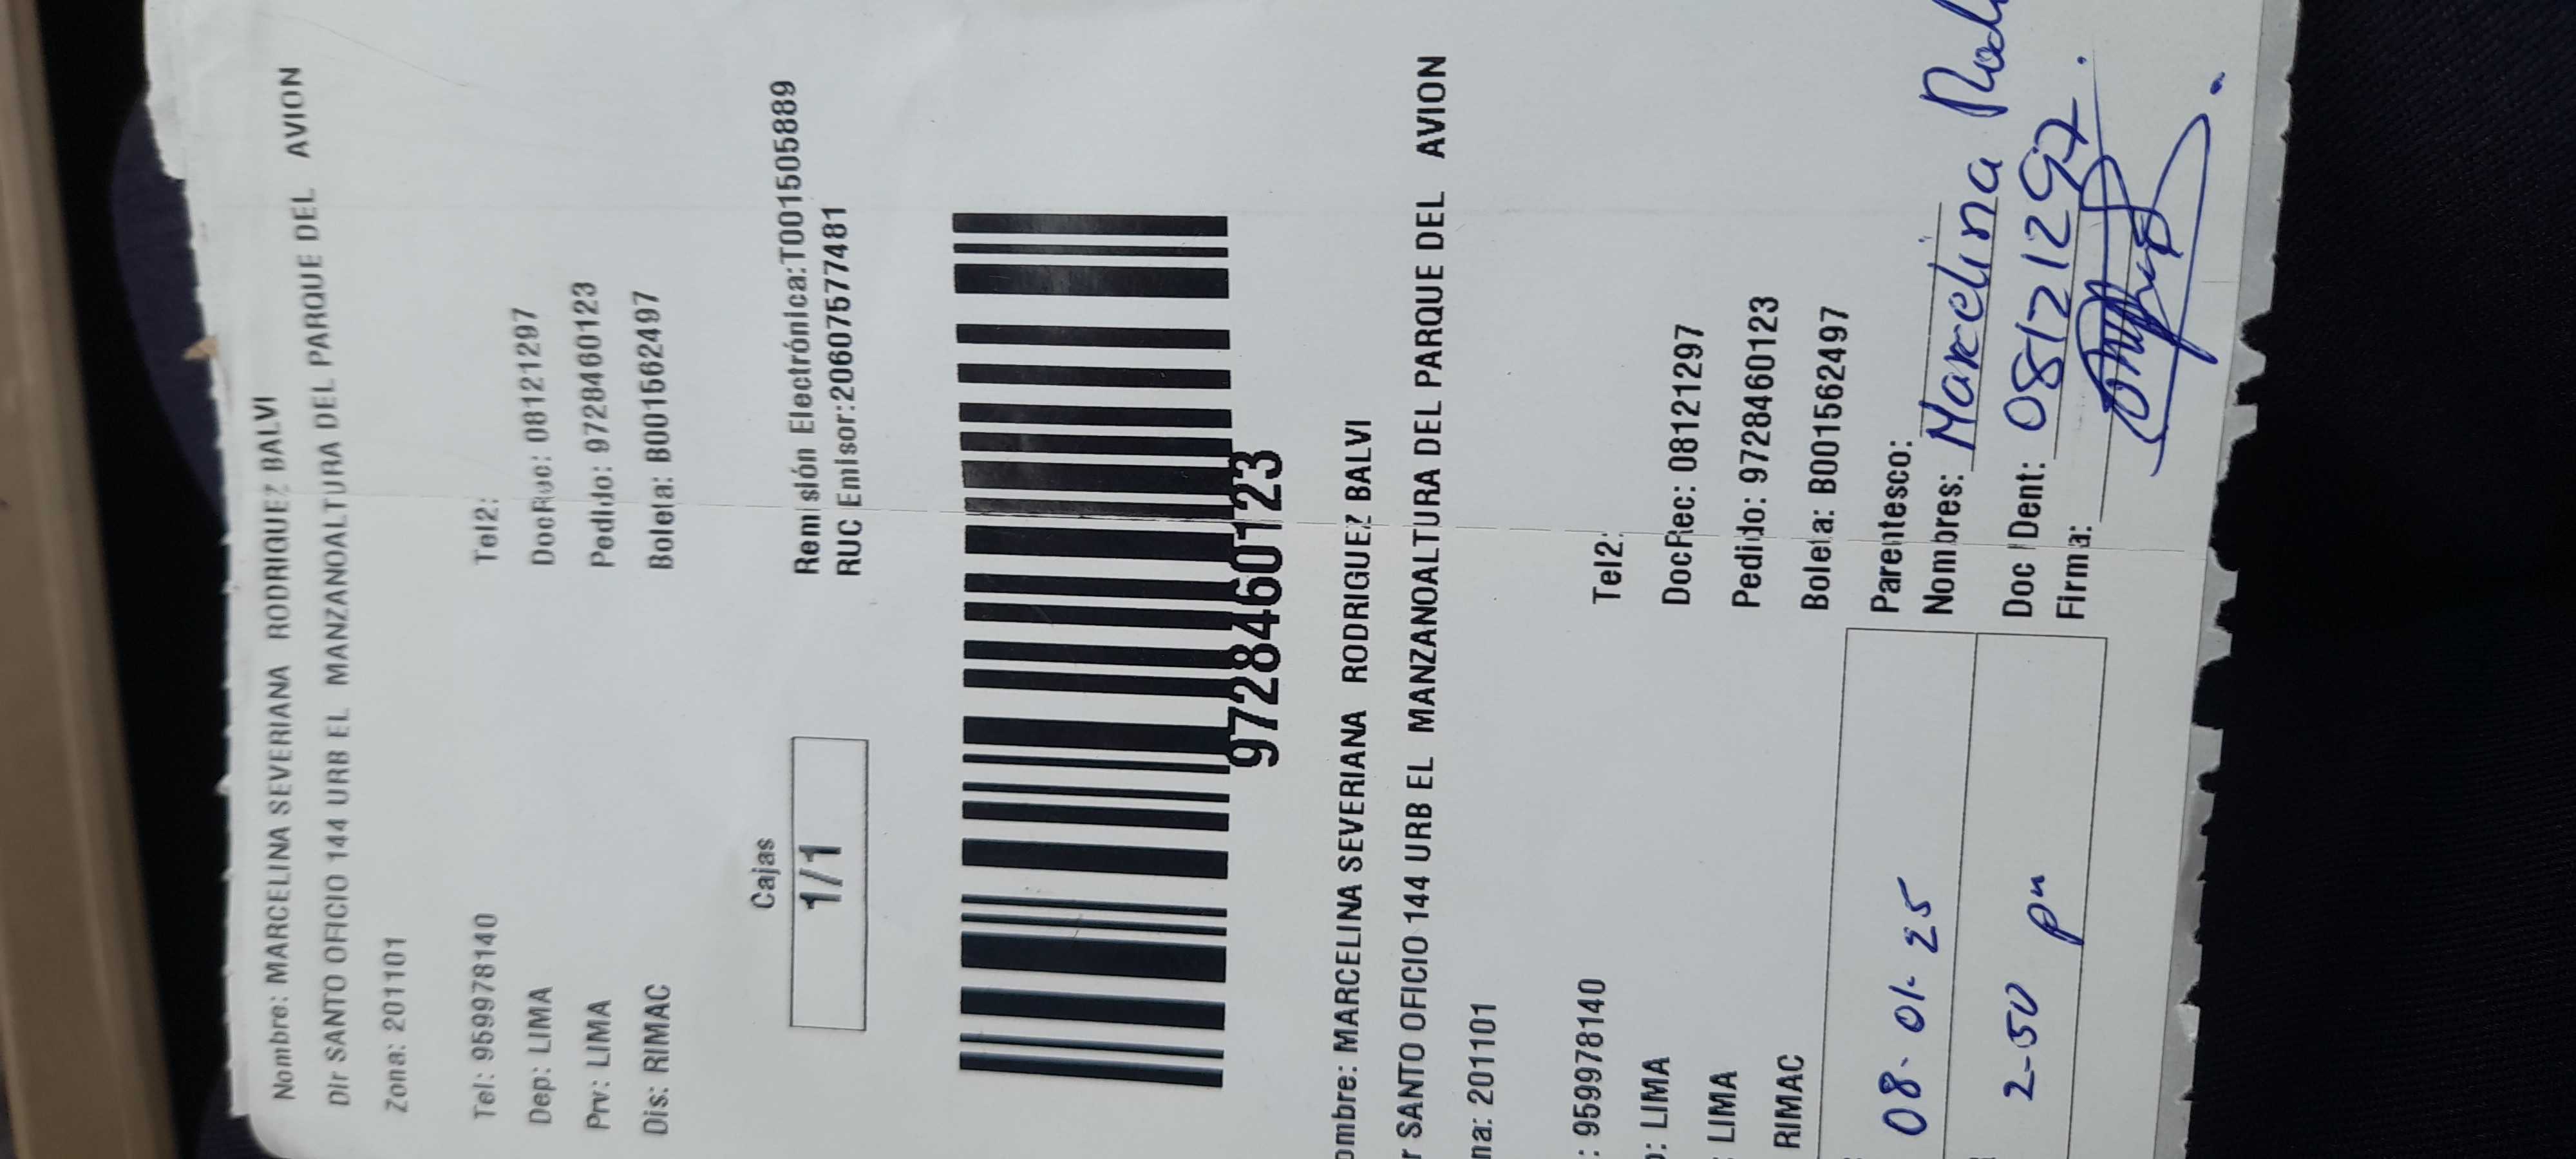 Nombre: MARCELINA SEVERIANA RODRIGUEZ BALVI
Dir SANTO OFICIO 144 URB EL MANZANOALTURA DEL PARQUE DEL AVION
Zona: 201101
Tel: 959978140 Tel2:
Dep: LIMA DocRec: 08121297
Prv: LIMA Pedido: 9728460123
Dis: RIMAC Boleta: B001562497
Cajas
1/1
Remisión Electrónica:T001505889
RUC Emisor:20607577481
9728460123
ombre: MARCELINA SEVERIANA RODRIGUEZ BALVI
r SANTO OFICIO 144 URB EL MANZANOALTURA DEL PARQUE DEL AVION
na: 201101
: 959978140 Tel2:
: LIMA DocRec: 08121297
: LIMA Pedido: 9728460123
RIMAC Boleta: B001562497
08-01-25
2-50 pm
Parentesco:
Nombres: Marcelina
Doc Ident: 08121297.
Firma: